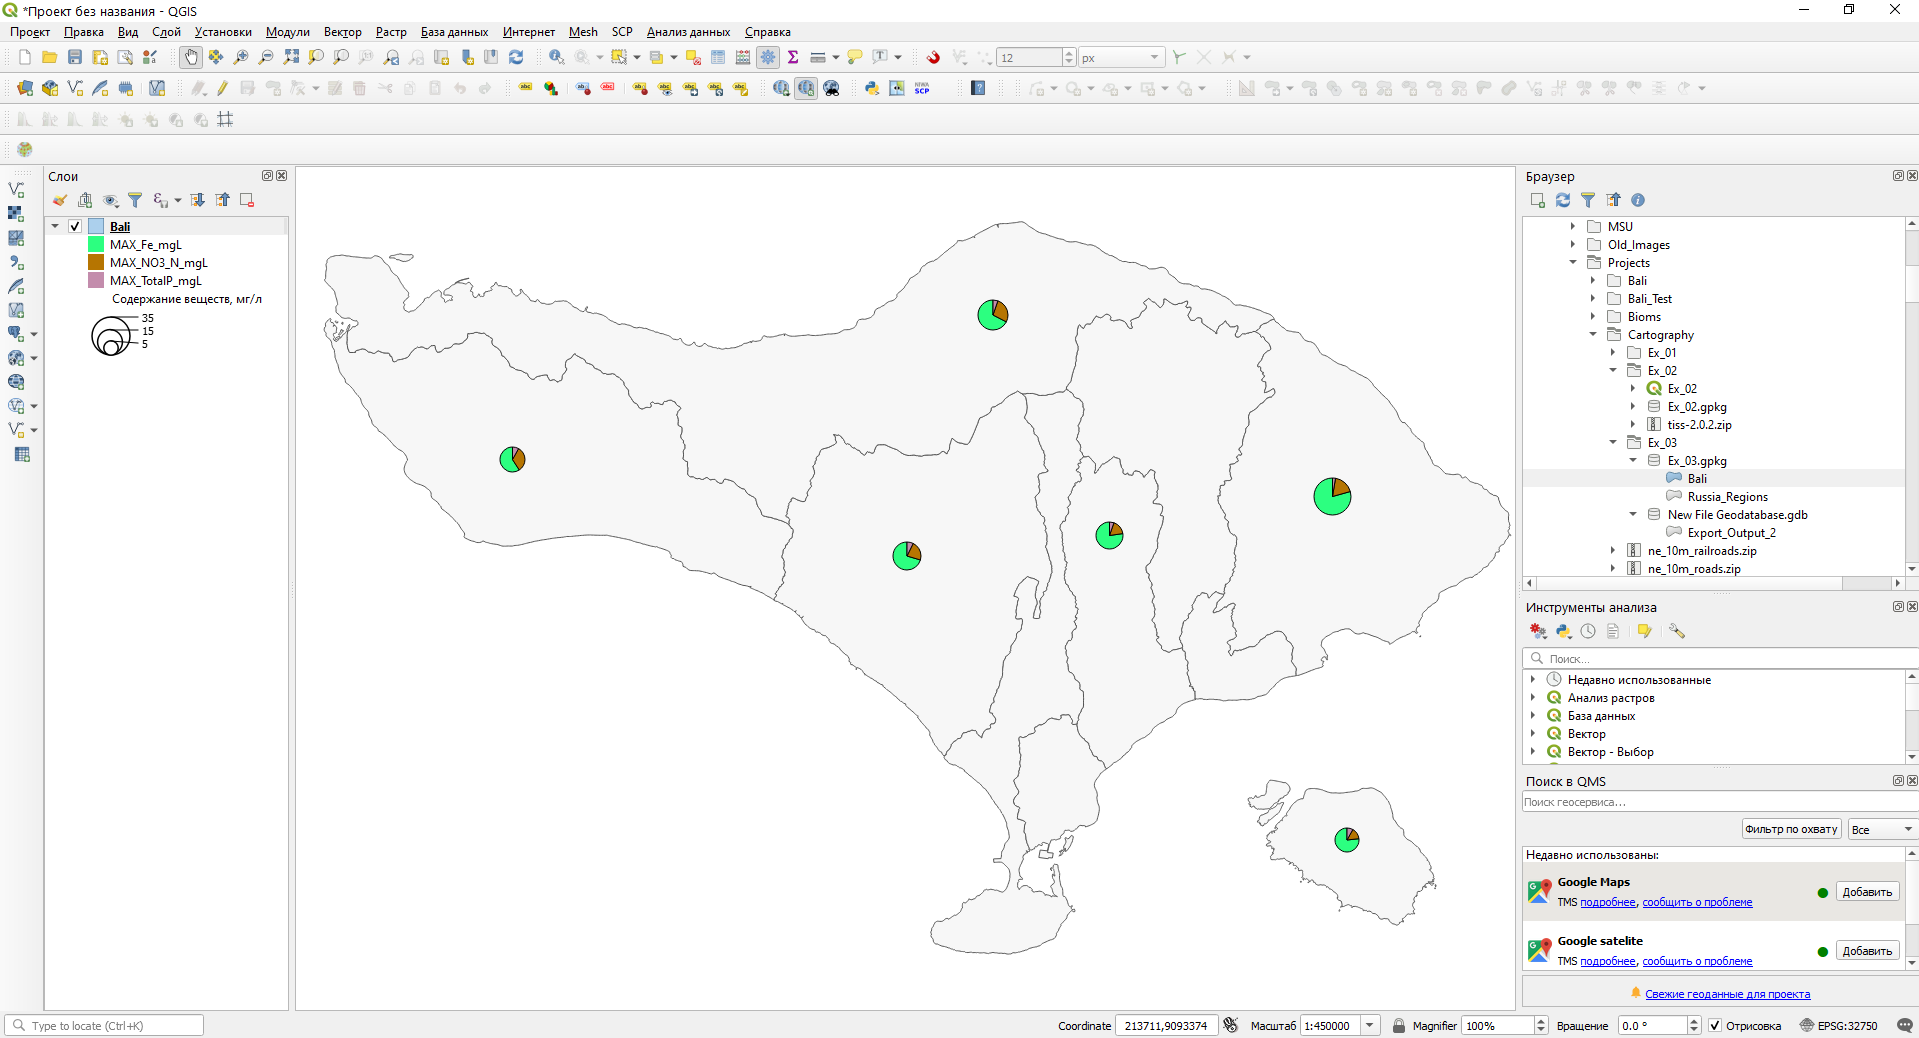 *Проект без названия - QGIS
Проект Правка Вид Слой Установки Модули Вектор Растр База данных Интернет Mesh SCP Анализ данных Справка
12 px
SCP
Слои
Bali
MAX_Fe_mgL
MAX_NO3_N_mgL
MAX_TotalP_mgL
Содержание веществ, мг/л
35
15
5
Браузер
MSU
Old_Images
Projects
Bali
Bali_Test
Bioms
Cartography
Ex_01
Ex_02
Ex_02
Ex_02.gpkg
tiss-2.0.2.zip
Ex_03
Ex_03.gpkg
Bali
Russia_Regions
New File Geodatabase.gdb
Export_Output_2
ne_10m_railroads.zip
ne_10m_roads.zip
Инструменты анализа
Поиск...
Недавно использованные
Анализ растров
База данных
Вектор
Вектор - Выбор
Поиск в QMS
Поиск геосервиса...
Фильтр по охвату Все
Недавно использованы:
Google Maps
TMS подробнее, сообщить о проблеме
Добавить
Google satelite
TMS подробнее, сообщить о проблеме
Добавить
Свежие геоданные для проекта
Type to locate (Ctrl+K) Coordinate 213711,9093374 Масштаб 1:450000 Magnifier 100% Вращение 0.0 ° Отрисовка EPSG:32750